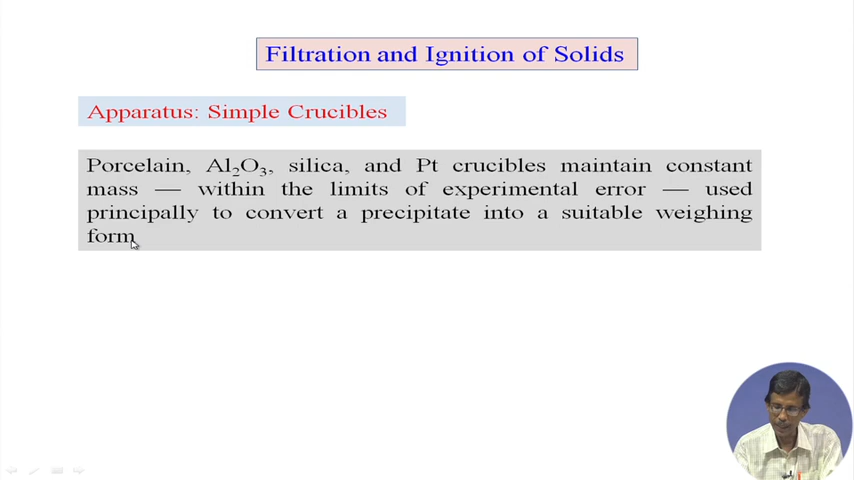 Filtration and Ignition of Solids
Apparatus: Simple Crucibles
Porcelain, Al₂O₃, silica, and Pt crucibles maintain constant
mass — within the limits of experimental error — used
principally to convert a precipitate into a suitable weighing
form